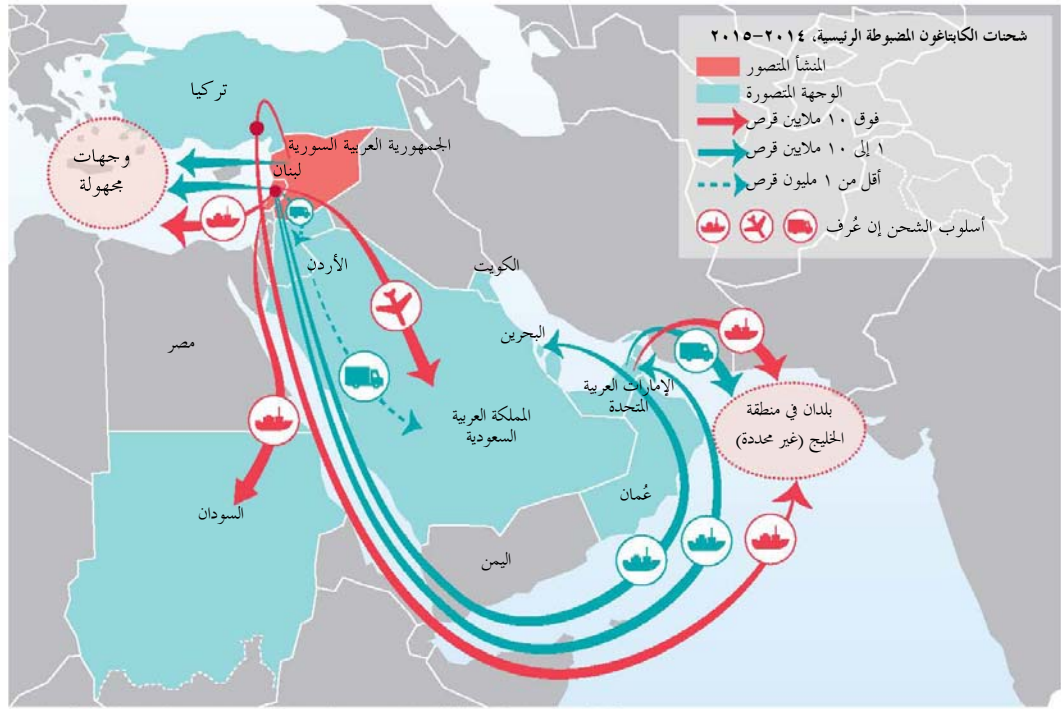 شحنات الكابتاغون المضبوطة الرئيسية، ٢٠١٤-٢٠١٥
المنشأ المتصور
الوجهة المتصورة
فوق ١٠ ملايين قرص
١ إلى ١٠ ملايين قرص
أقل من ١ مليون قرص
أسلوب الشحن إن عُرف
تركيا
الجمهورية العربية السورية
لبنان
وجهات
مجهولة
الأردن
الكويت
مصر
البحرين
الإمارات العربية
المتحدة
المملكة العربية
السعودية
بلدان في منطقة
الخليج (غير محددة)
عُمان
السودان
اليمن